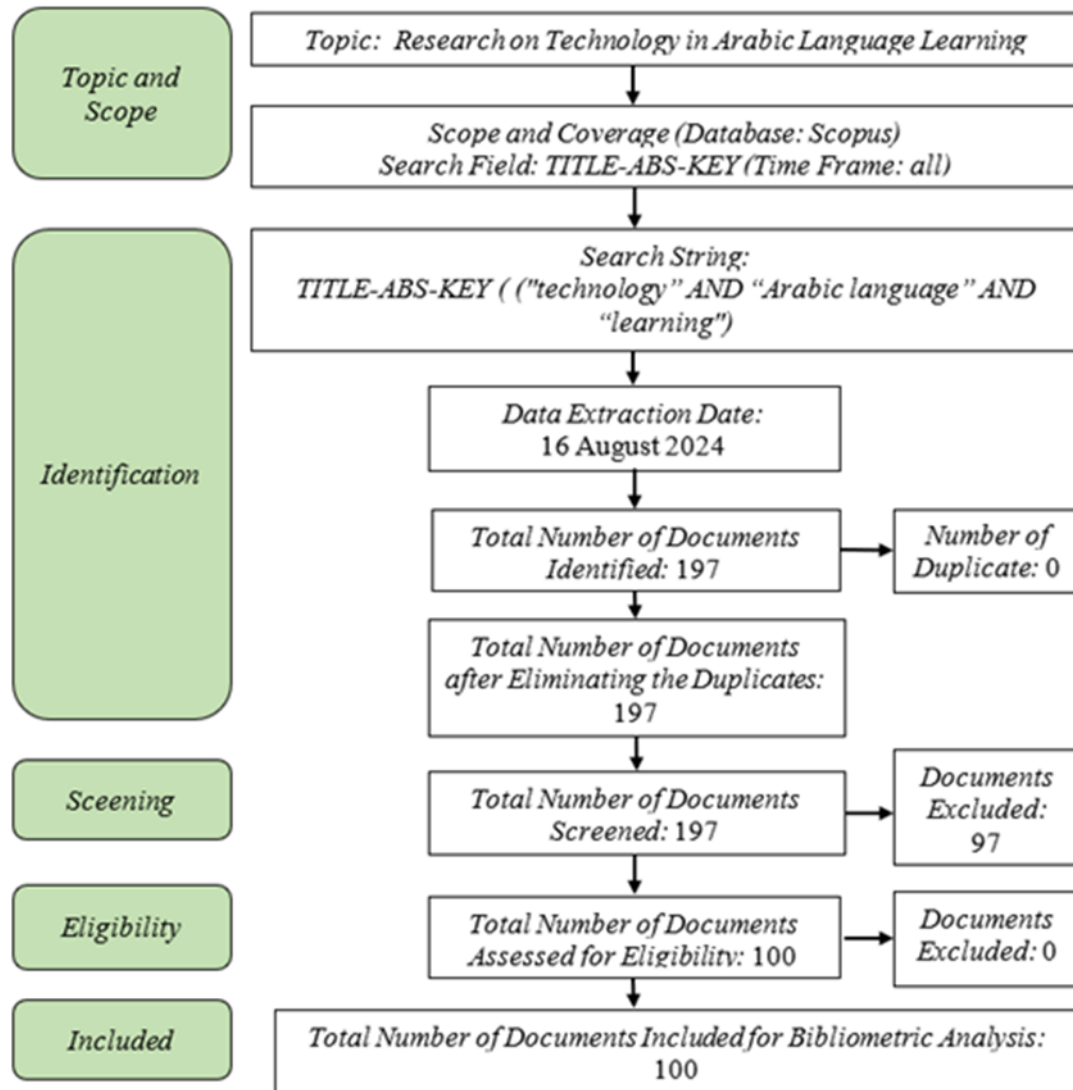 Topic and
Scope
Topic: Research on Technology in Arabic Language Learning
Scope and Coverage (Database: Scopus)
Search Field: TITLE-ABS-KEY (Time Frame: all)
Identification
Search String:
TITLE-ABS-KEY ( ("technology” AND “Arabic language” AND
“learning")
Data Extraction Date:
16 August 2024
Total Number of Documents
Identified: 197
Number of
Duplicate: 0
Total Number of Documents
after Eliminating the Duplicates:
197
Sceening
Total Number of Documents
Screened: 197
Documents
Excluded:
97
Eligibility
Total Number of Documents
Assessed for Eligibility: 100
Documents
Excluded: 0
Included
Total Number of Documents Included for Bibliometric Analysis:
100